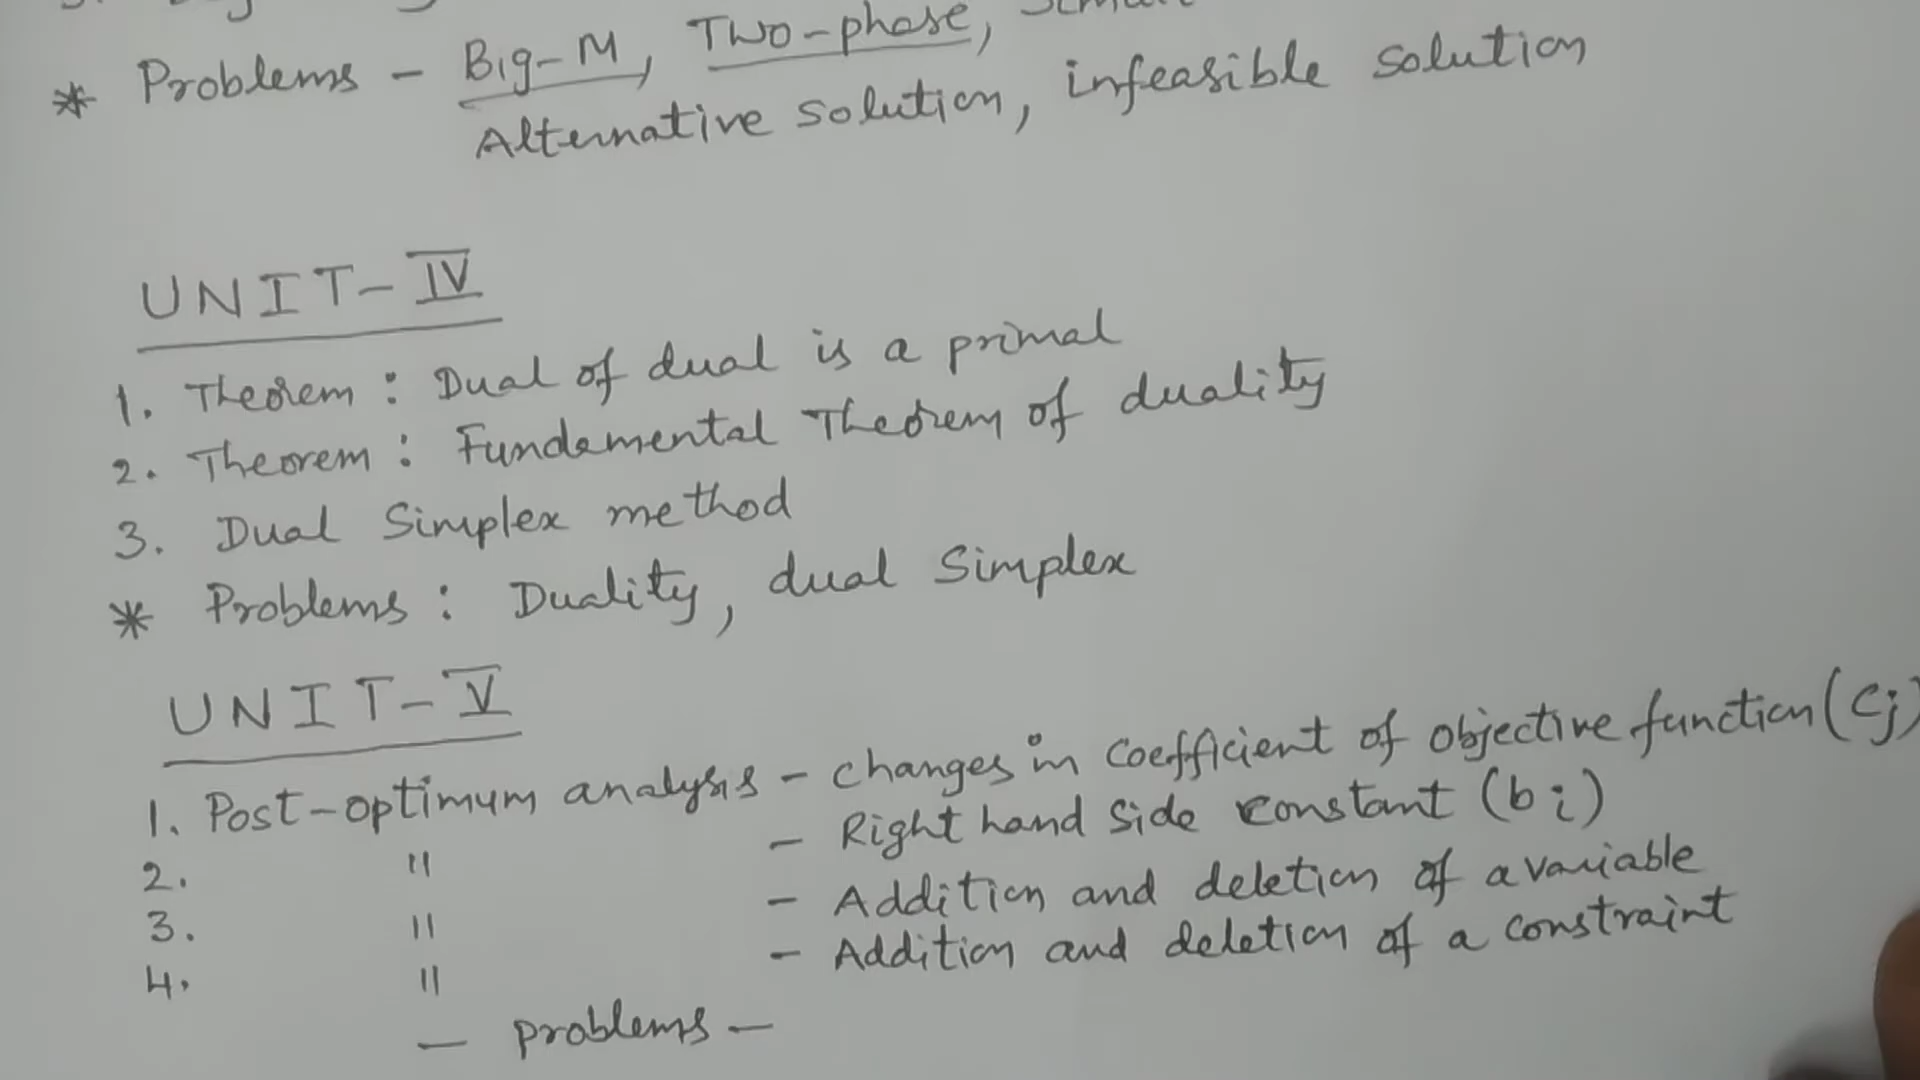 * Problems - Big-M, Two-phase,
Alternative solution, infeasible solution
UNIT-IV
1. Theorem : Dual of dual is a primal
2. Theorem : Fundamental Theorem of duality
3. Dual Simplex method
* Problems : Duality, dual Simplex
UNIT-V
1. Post-optimum analysis - changes in coefficient of objective function (Cj)
2. " - Right hand side constant (bi)
3. " - Addition and deletion of a variable
4. " - Addition and deletion of a constraint
- problems -